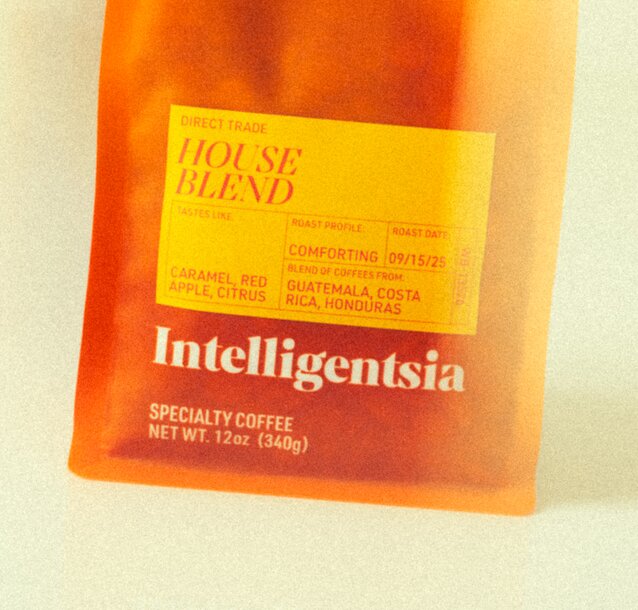 DIRECT TRADE
HOUSE
BLEND
TASTES LIKE:
CARAMEL, RED
APPLE, CITRUS
ROAST PROFILE:
COMFORTING
ROAST DATE:
09/15/25
BLEND OF COFFEES FROM:
GUATEMALA, COSTA
RICA, HONDURAS
Intelligentsia
SPECIALTY COFFEE
NET WT. 12oz (340g)